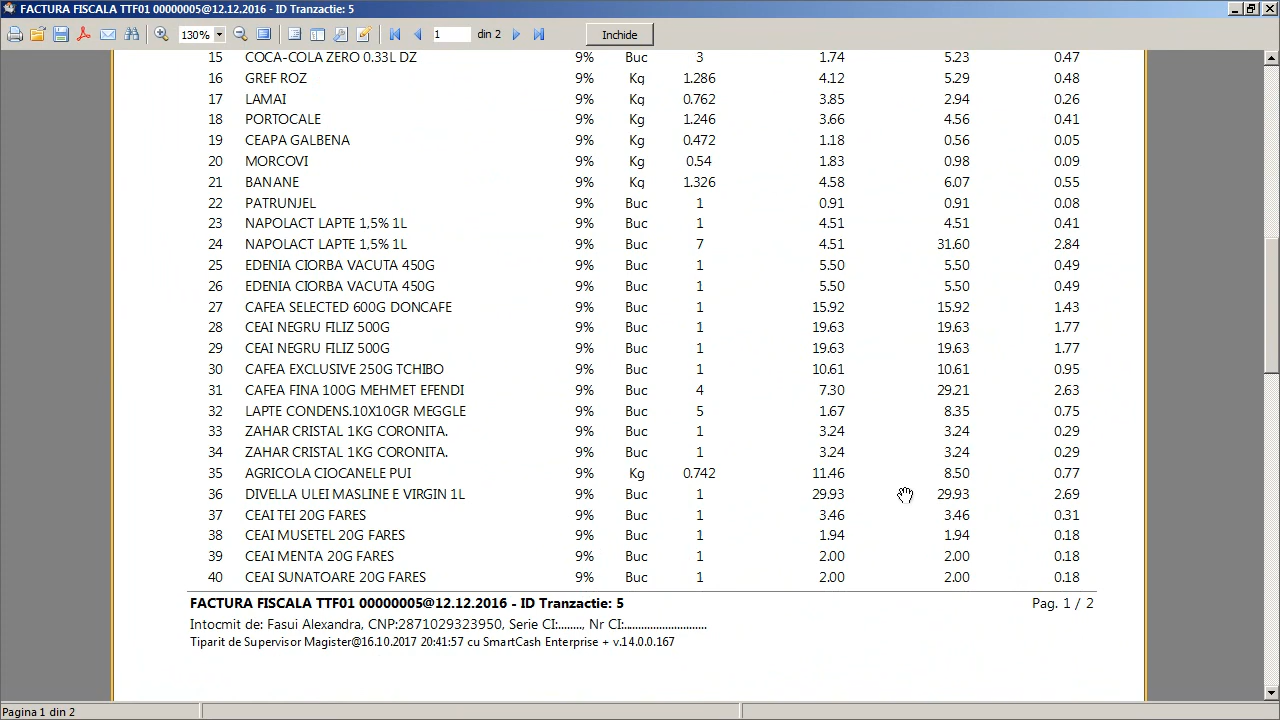 FACTURA FISCALA TTF01 00000005@12.12.2016 - ID Tranzactie: 5
130% 1 din 2 Inchide
15 COCA-COLA ZERO 0.33L DZ 9% Buc 3 1.74 5.23 0.47
16 GREF ROZ 9% Kg 1.286 4.12 5.29 0.48
17 LAMAI 9% Kg 0.762 3.85 2.94 0.26
18 PORTOCALE 9% Kg 1.246 3.66 4.56 0.41
19 CEAPA GALBENA 9% Kg 0.472 1.18 0.56 0.05
20 MORCOVI 9% Kg 0.54 1.83 0.98 0.09
21 BANANE 9% Kg 1.326 4.58 6.07 0.55
22 PATRUNJEL 9% Buc 1 0.91 0.91 0.08
23 NAPOLACT LAPTE 1,5% 1L 9% Buc 1 4.51 4.51 0.41
24 NAPOLACT LAPTE 1,5% 1L 9% Buc 7 4.51 31.60 2.84
25 EDENIA CIORBA VACUTA 450G 9% Buc 1 5.50 5.50 0.49
26 EDENIA CIORBA VACUTA 450G 9% Buc 1 5.50 5.50 0.49
27 CAFEA SELECTED 600G DONCAFE 9% Buc 1 15.92 15.92 1.43
28 CEAI NEGRU FILIZ 500G 9% Buc 1 19.63 19.63 1.77
29 CEAI NEGRU FILIZ 500G 9% Buc 1 19.63 19.63 1.77
30 CAFEA EXCLUSIVE 250G TCHIBO 9% Buc 1 10.61 10.61 0.95
31 CAFEA FINA 100G MEHMET EFENDI 9% Buc 4 7.30 29.21 2.63
32 LAPTE CONDENS.10X10GR MEGGLE 9% Buc 5 1.67 8.35 0.75
33 ZAHAR CRISTAL 1KG CORONITA. 9% Buc 1 3.24 3.24 0.29
34 ZAHAR CRISTAL 1KG CORONITA. 9% Buc 1 3.24 3.24 0.29
35 AGRICOLA CIOCANELE PUI 9% Kg 0.742 11.46 8.50 0.77
36 DIVELLA ULEI MASLINE E VIRGIN 1L 9% Buc 1 29.93 29.93 2.69
37 CEAI TEI 20G FARES 9% Buc 1 3.46 3.46 0.31
38 CEAI MUSETEL 20G FARES 9% Buc 1 1.94 1.94 0.18
39 CEAI MENTA 20G FARES 9% Buc 1 2.00 2.00 0.18
40 CEAI SUNATOARE 20G FARES 9% Buc 1 2.00 2.00 0.18
FACTURA FISCALA TTF01 00000005@12.12.2016 - ID Tranzactie: 5 Pag. 1 / 2
Intocmit de: Fasui Alexandra, CNP:2871029323950, Serie CI:........, Nr CI:...........................
Tiparit de Supervisor Magister@16.10.2017 20:41:57 cu SmartCash Enterprise + v.14.0.0.167
Pagina 1 din 2